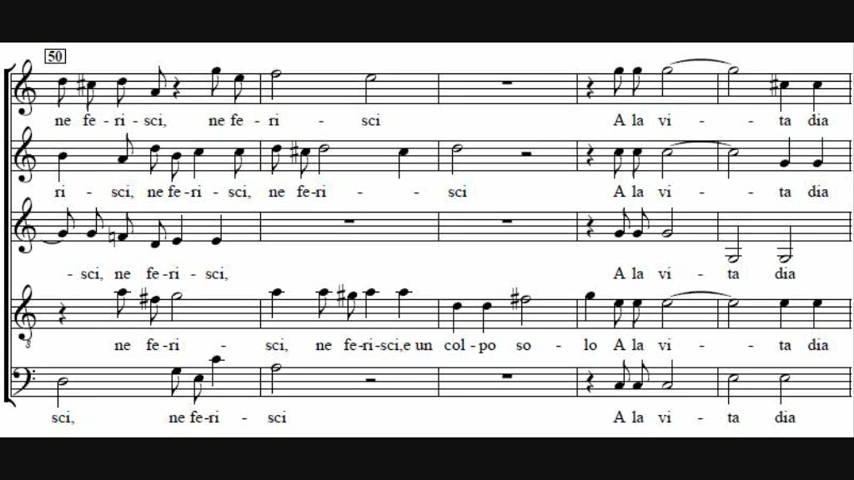 50
ne fe - ri - sci, ne fe - ri - sci A la vi - - ta dia
ri - sci, ne fe - ri - sci, ne fe - ri - - sci A la vi - - ta dia
- sci, ne fe - ri - sci, A la vi - ta dia
8
ne fe - ri - sci, ne fe - ri - sci, e un col - po so - lo A la vi - - ta dia
sci, ne fe - ri - sci A la vi - ta dia